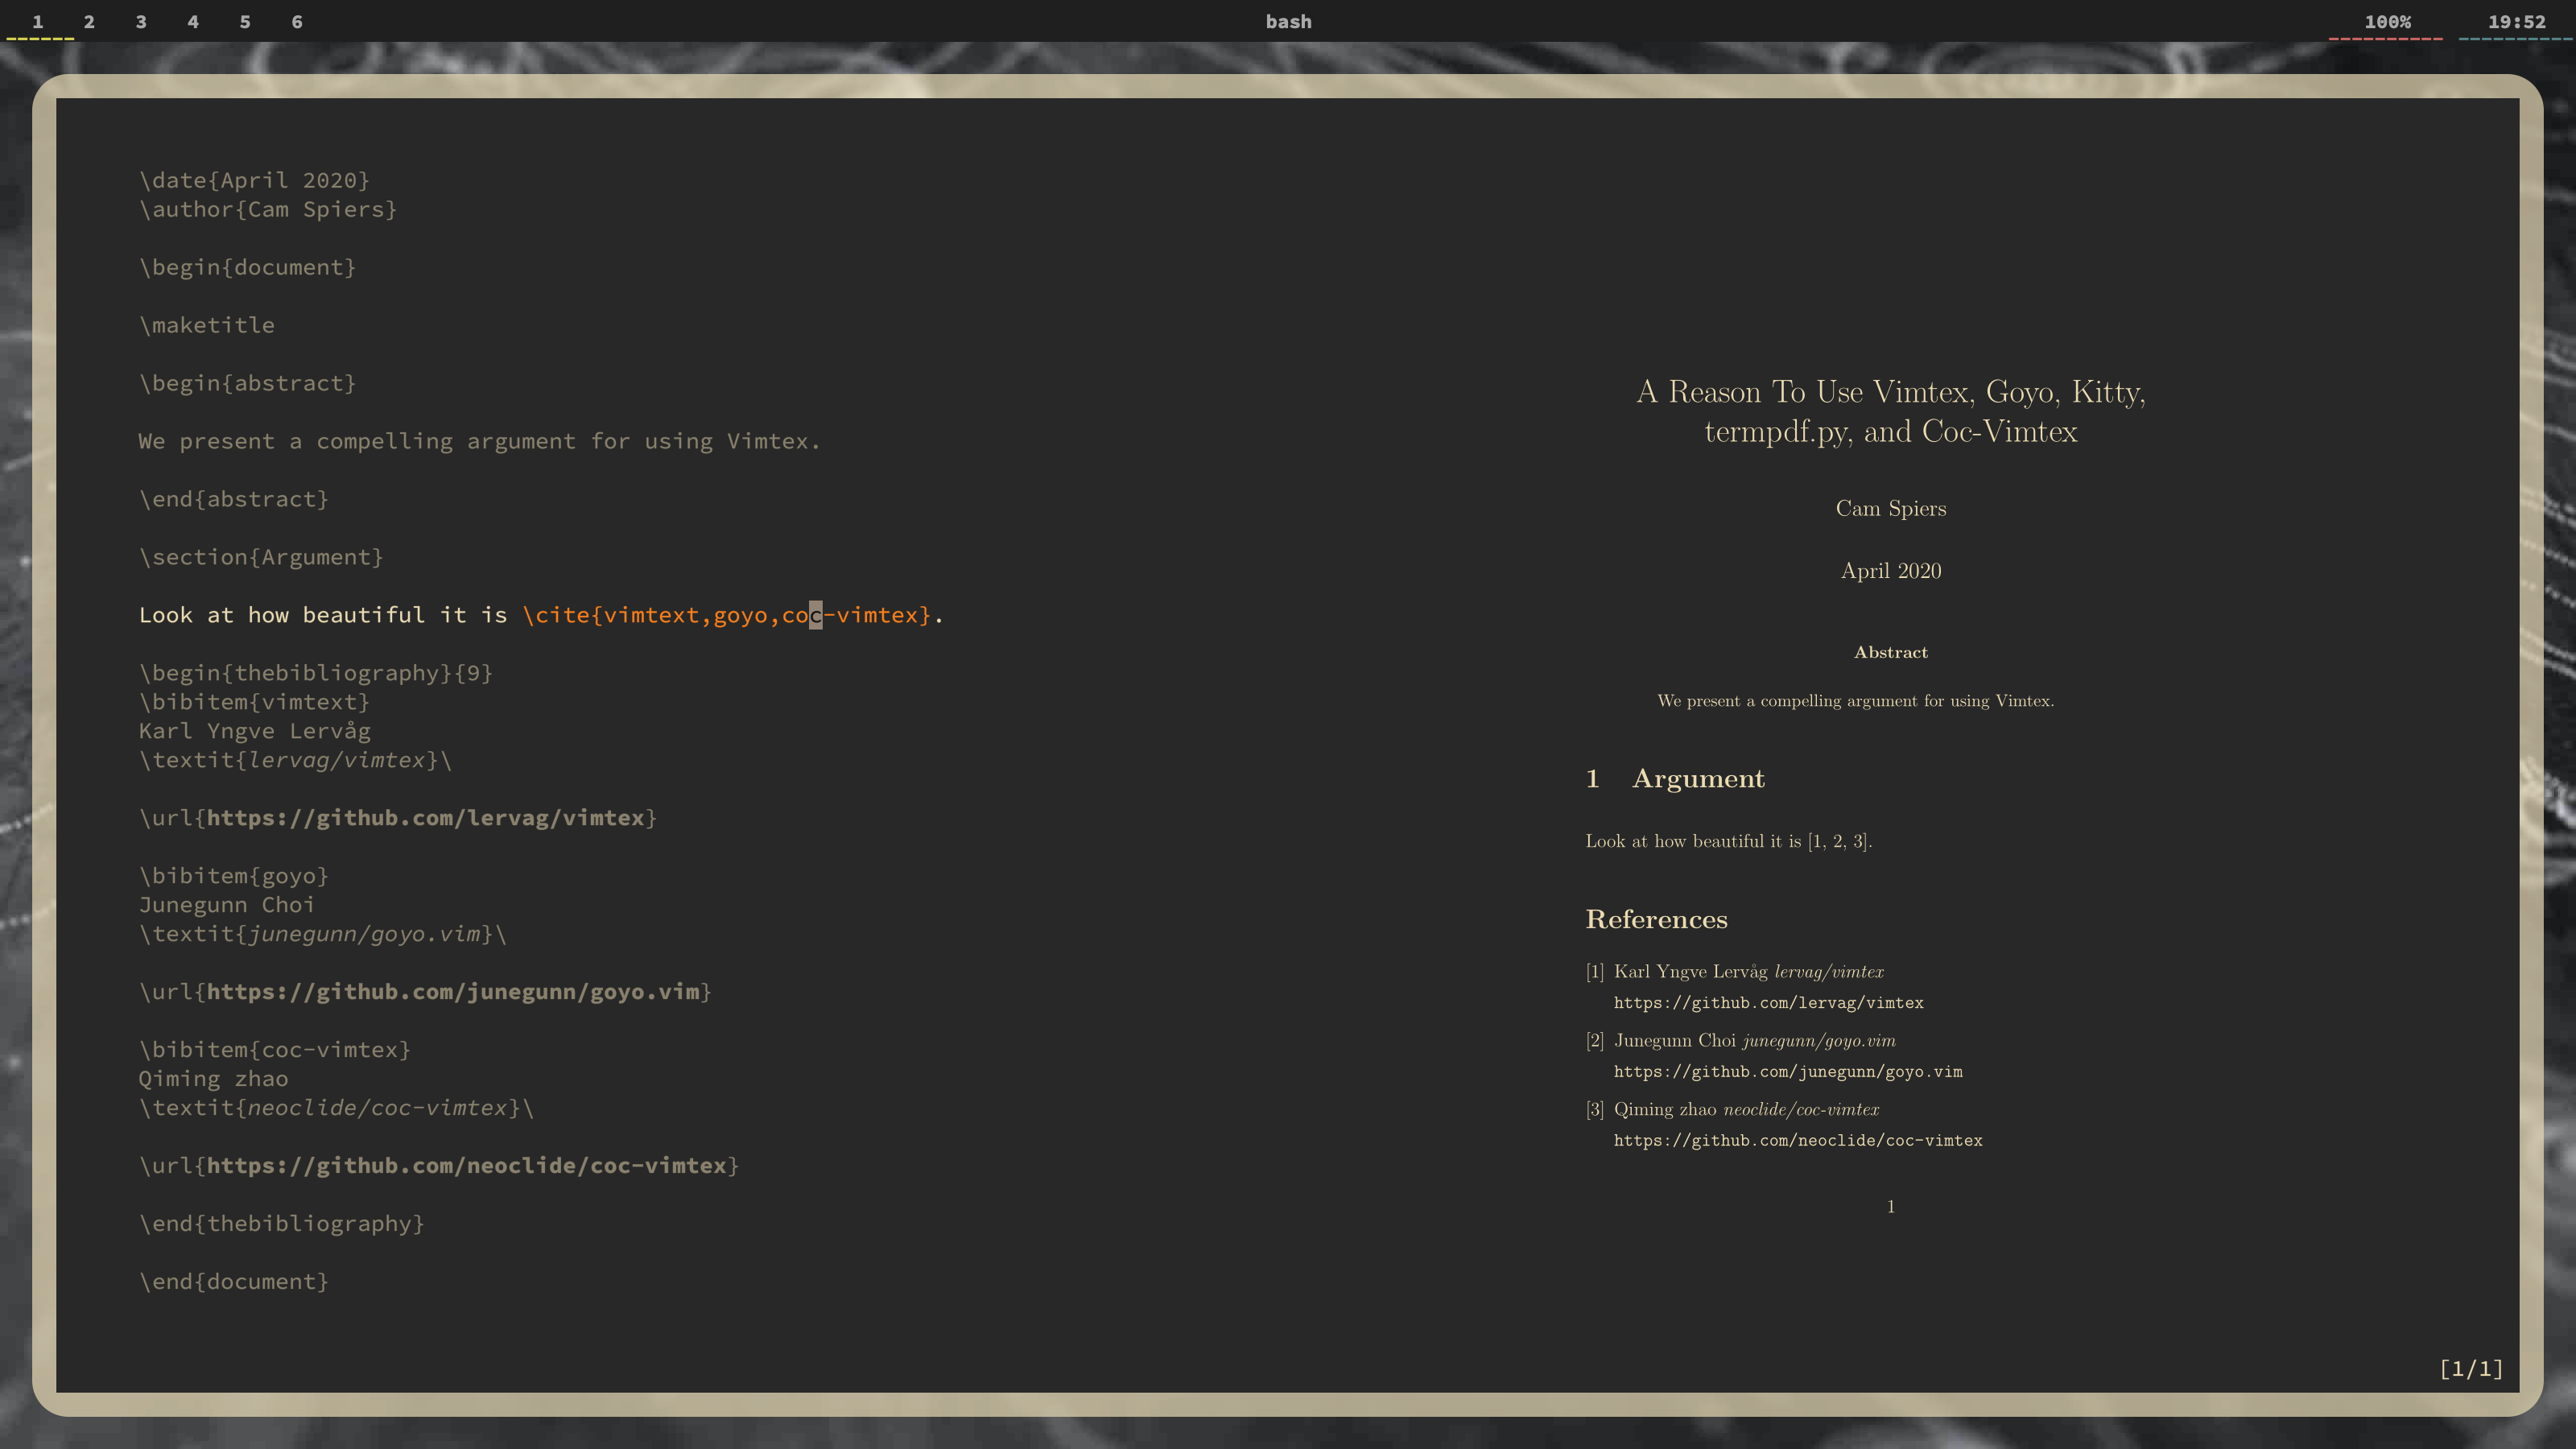 1 2 3 4 5 6 bash 100% 19:52
\date{April 2020}
\author{Cam Spiers}
\begin{document}
\maketitle
\begin{abstract}
We present a compelling argument for using Vimtex.
\end{abstract}
\section{Argument}
Look at how beautiful it is \cite{vimtext,goyo,coc-vimtex}.
\begin{thebibliography}{9}
\bibitem{vimtext}
Karl Yngve Lervåg
\textit{lervag/vimtex}\
\url{https://github.com/lervag/vimtex}
\bibitem{goyo}
Junegunn Choi
\textit{junegunn/goyo.vim}\
\url{https://github.com/junegunn/goyo.vim}
\bibitem{coc-vimtex}
Qiming zhao
\textit{neoclide/coc-vimtex}\
\url{https://github.com/neoclide/coc-vimtex}
\end{thebibliography}
\end{document}
A Reason To Use Vimtex, Goyo, Kitty,
termpdf.py, and Coc-Vimtex
Cam Spiers
April 2020
Abstract
We present a compelling argument for using Vimtex.
1 Argument
Look at how beautiful it is [1, 2, 3].
References
[1] Karl Yngve Lervåg lervag/vimtex
https://github.com/lervag/vimtex
[2] Junegunn Choi junegunn/goyo.vim
https://github.com/junegunn/goyo.vim
[3] Qiming zhao neoclide/coc-vimtex
https://github.com/neoclide/coc-vimtex
1
[1/1]